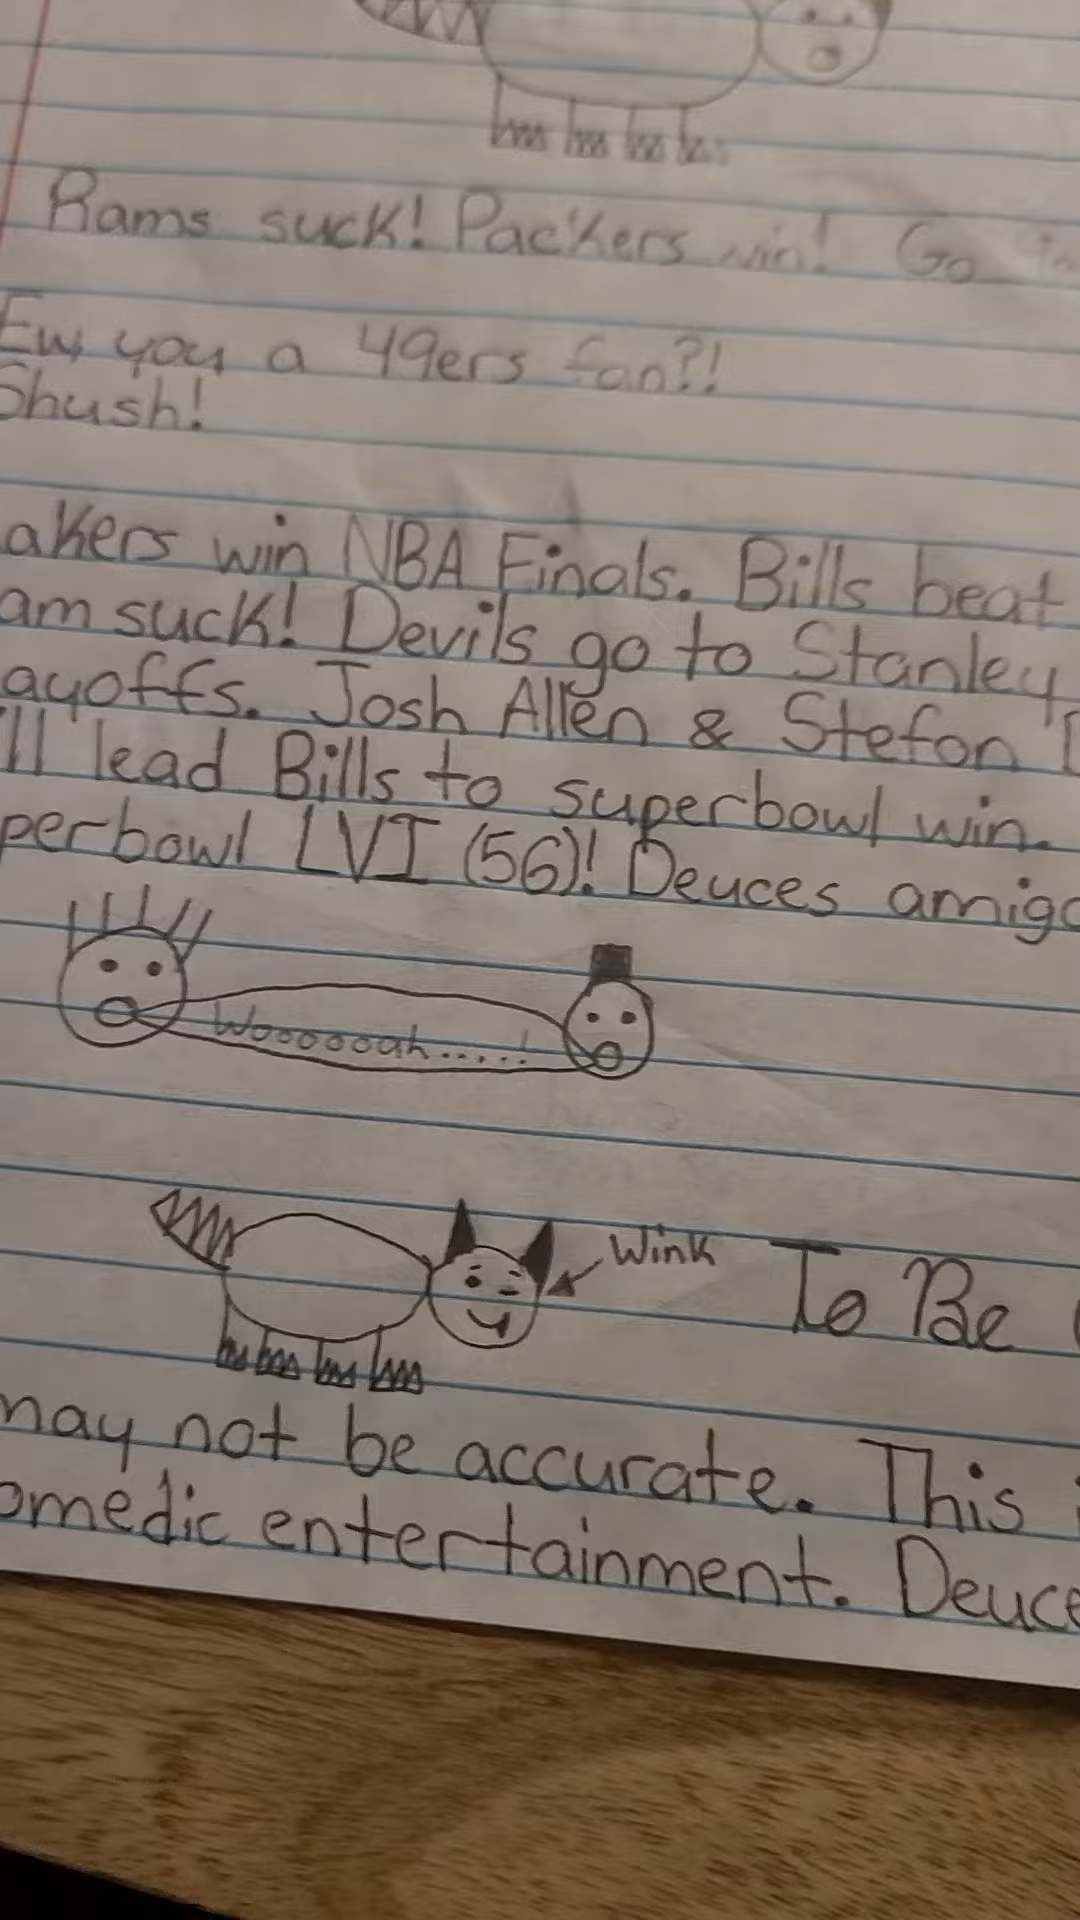 Rams suck! Packers win! Go
Ew you a 49ers fan?!
Shush!
akers win NBA Finals. Bills beat
am suck! Devils go to Stanley
ayoffs. Josh Allen & Stefon D
'll lead Bills to superbowl win.
perbowl LVI (56)! Deuces amigo
Woooooah.....!
Wink
To Be
may not be accurate. This i
omedic entertainment. Deuce